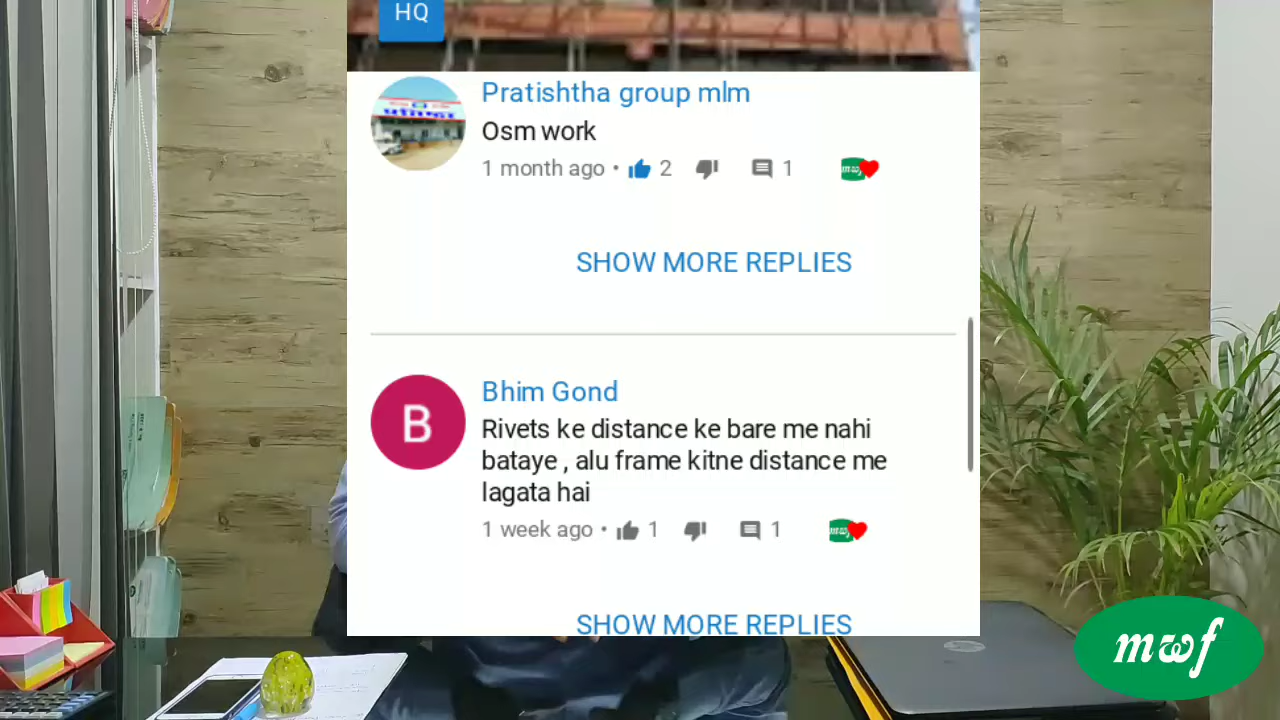 HQ
Pratishtha group mlm
Osm work
1 month ago • 2 1
SHOW MORE REPLIES
B
Bhim Gond
Rivets ke distance ke bare me nahi
bataye , alu frame kitne distance me
lagata hai
1 week ago • 1 1
SHOW MORE REPLIES
mwf